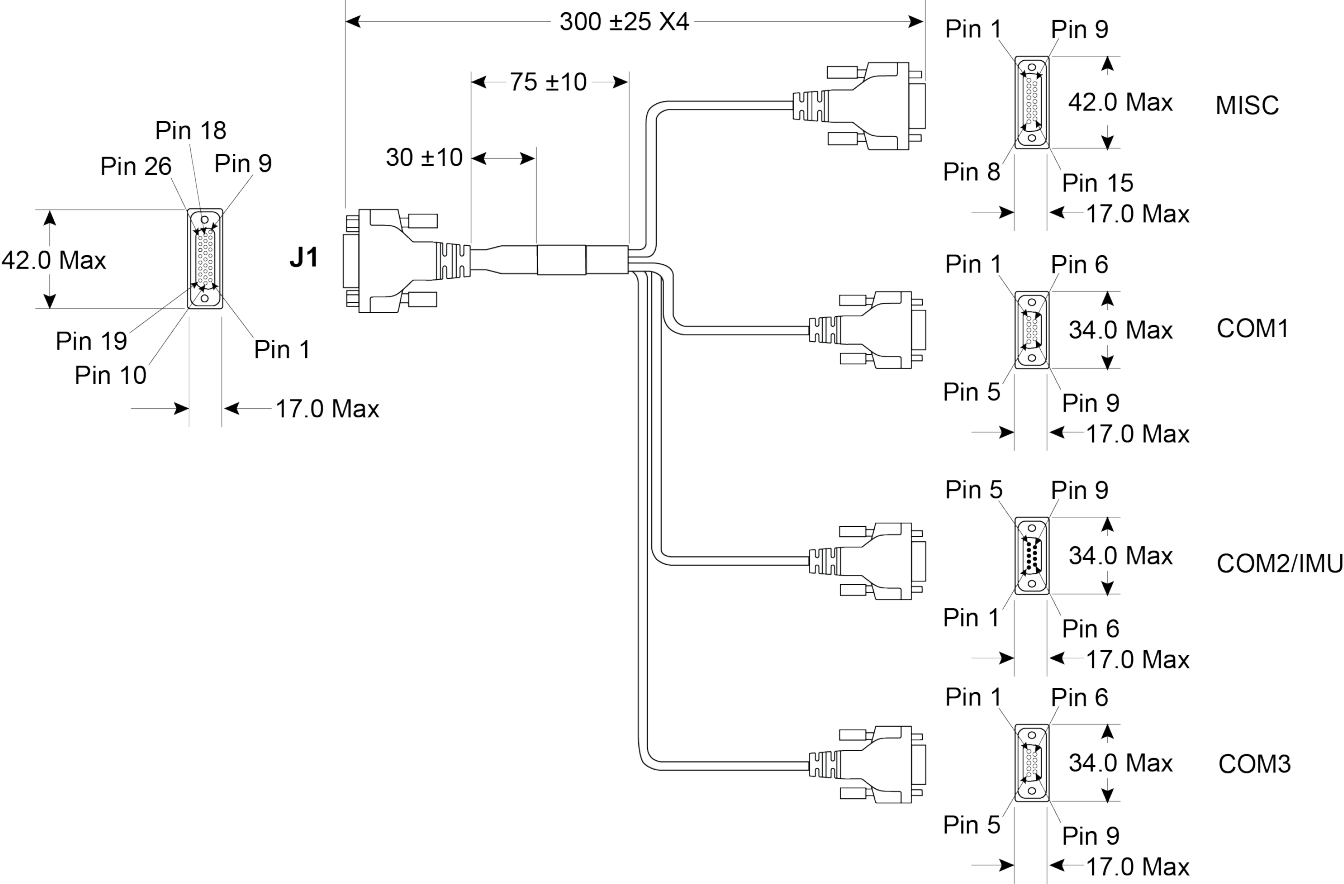 300 ±25 X4
75 ±10
30 ±10
Pin 18
Pin 26
Pin 9
42.0 Max
J1
Pin 19
Pin 1
Pin 10
17.0 Max
Pin 1
Pin 9
42.0 Max
MISC
Pin 8
Pin 15
17.0 Max
Pin 1
Pin 6
34.0 Max
COM1
Pin 5
Pin 9
17.0 Max
Pin 5
Pin 9
34.0 Max
COM2/IMU
Pin 1
Pin 6
17.0 Max
Pin 1
Pin 6
34.0 Max
COM3
Pin 5
Pin 9
17.0 Max